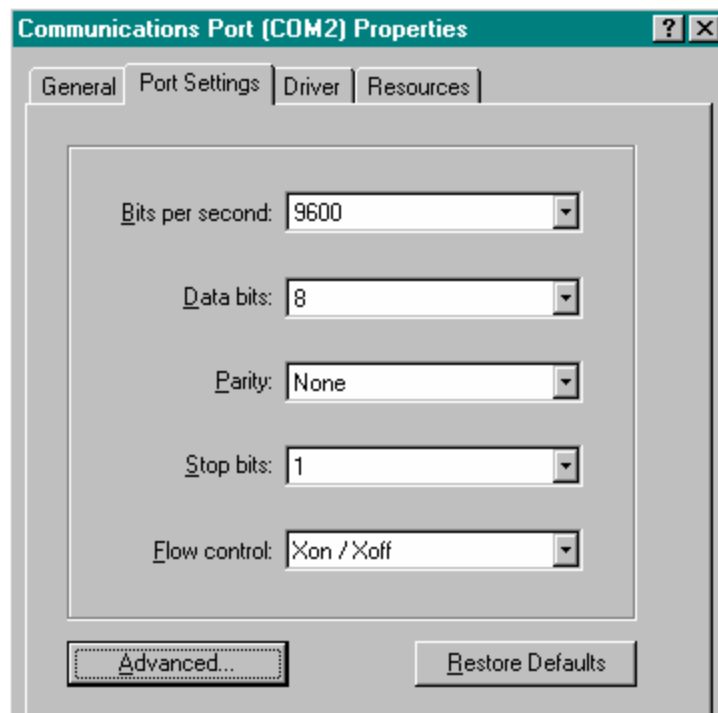 Communications Port (COM2) Properties ? X
General Port Settings Driver Resources
Bits per second: 9600
Data bits: 8
Parity: None
Stop bits: 1
Flow control: Xon / Xoff
Advanced... Restore Defaults